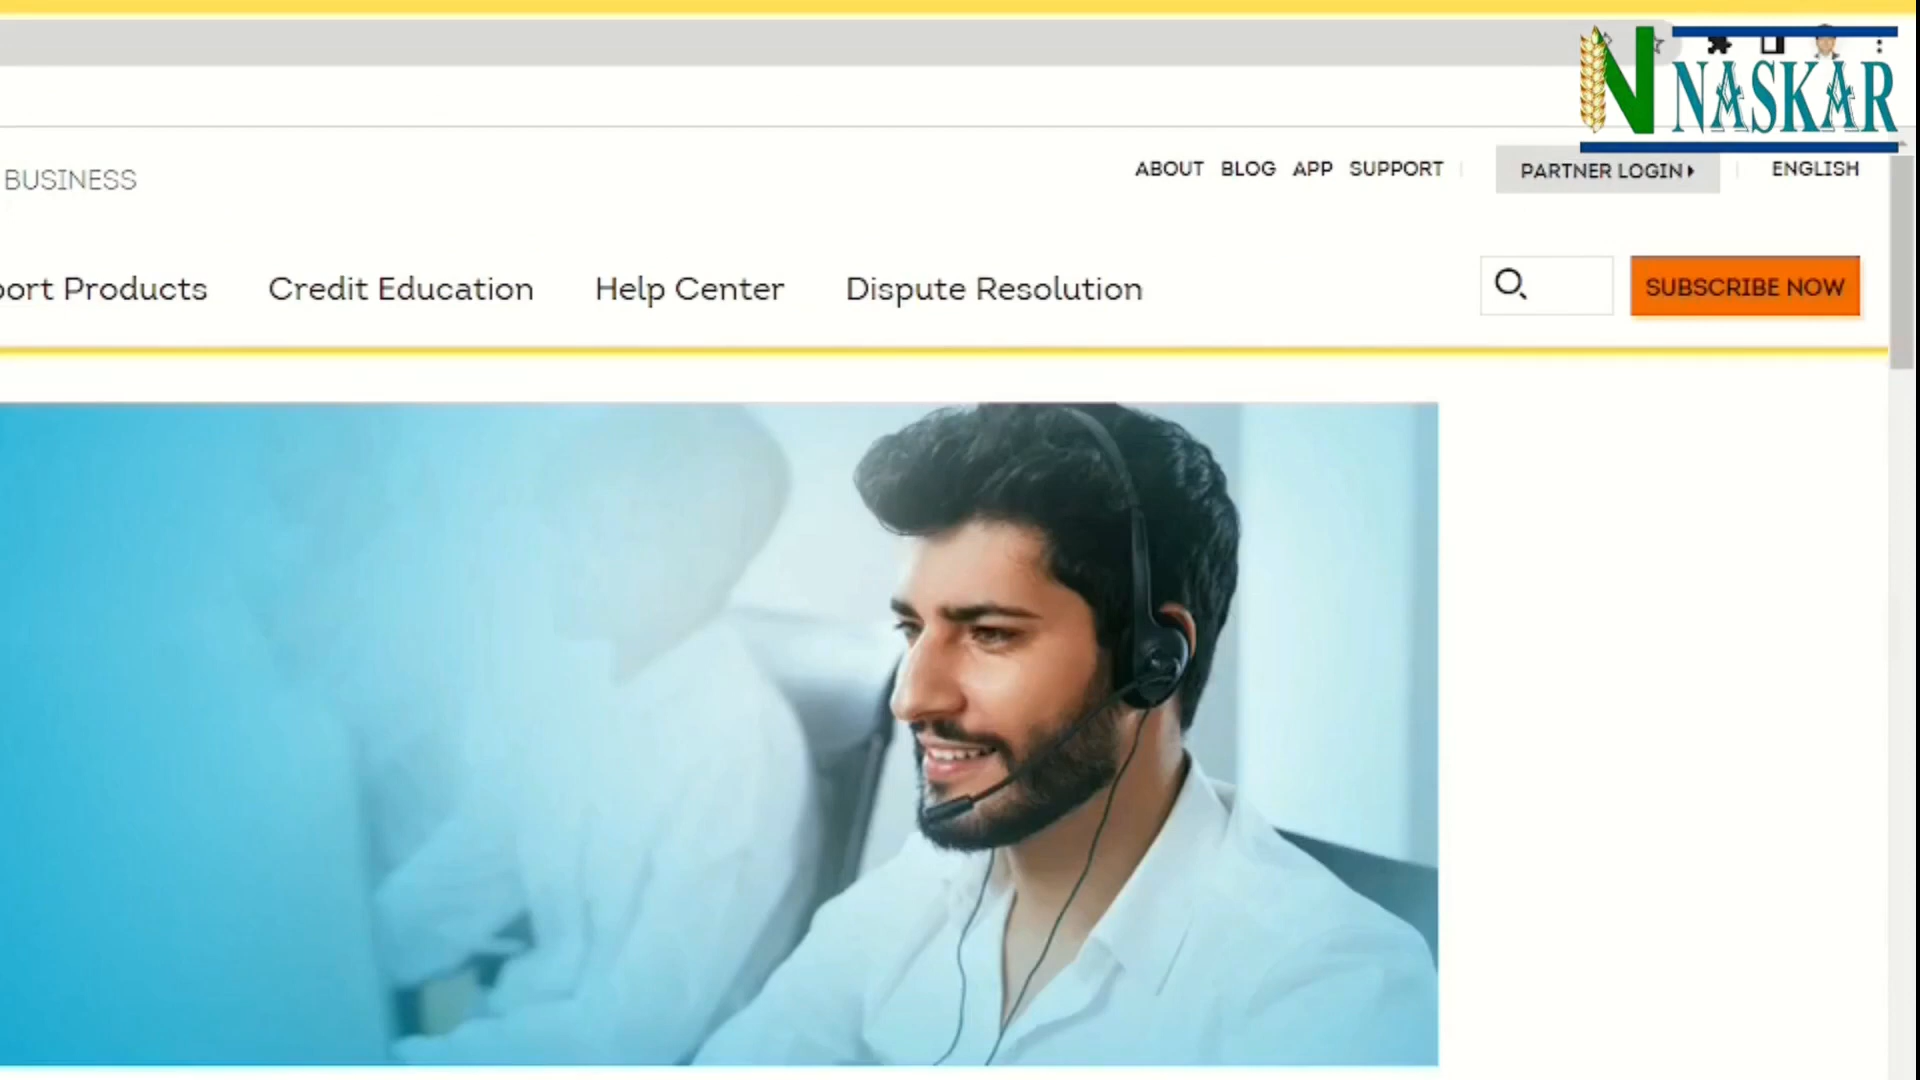 N NASKAR
BUSINESS
ABOUT BLOG APP SUPPORT PARTNER LOGIN ENGLISH
ort Products Credit Education Help Center Dispute Resolution
SUBSCRIBE NOW